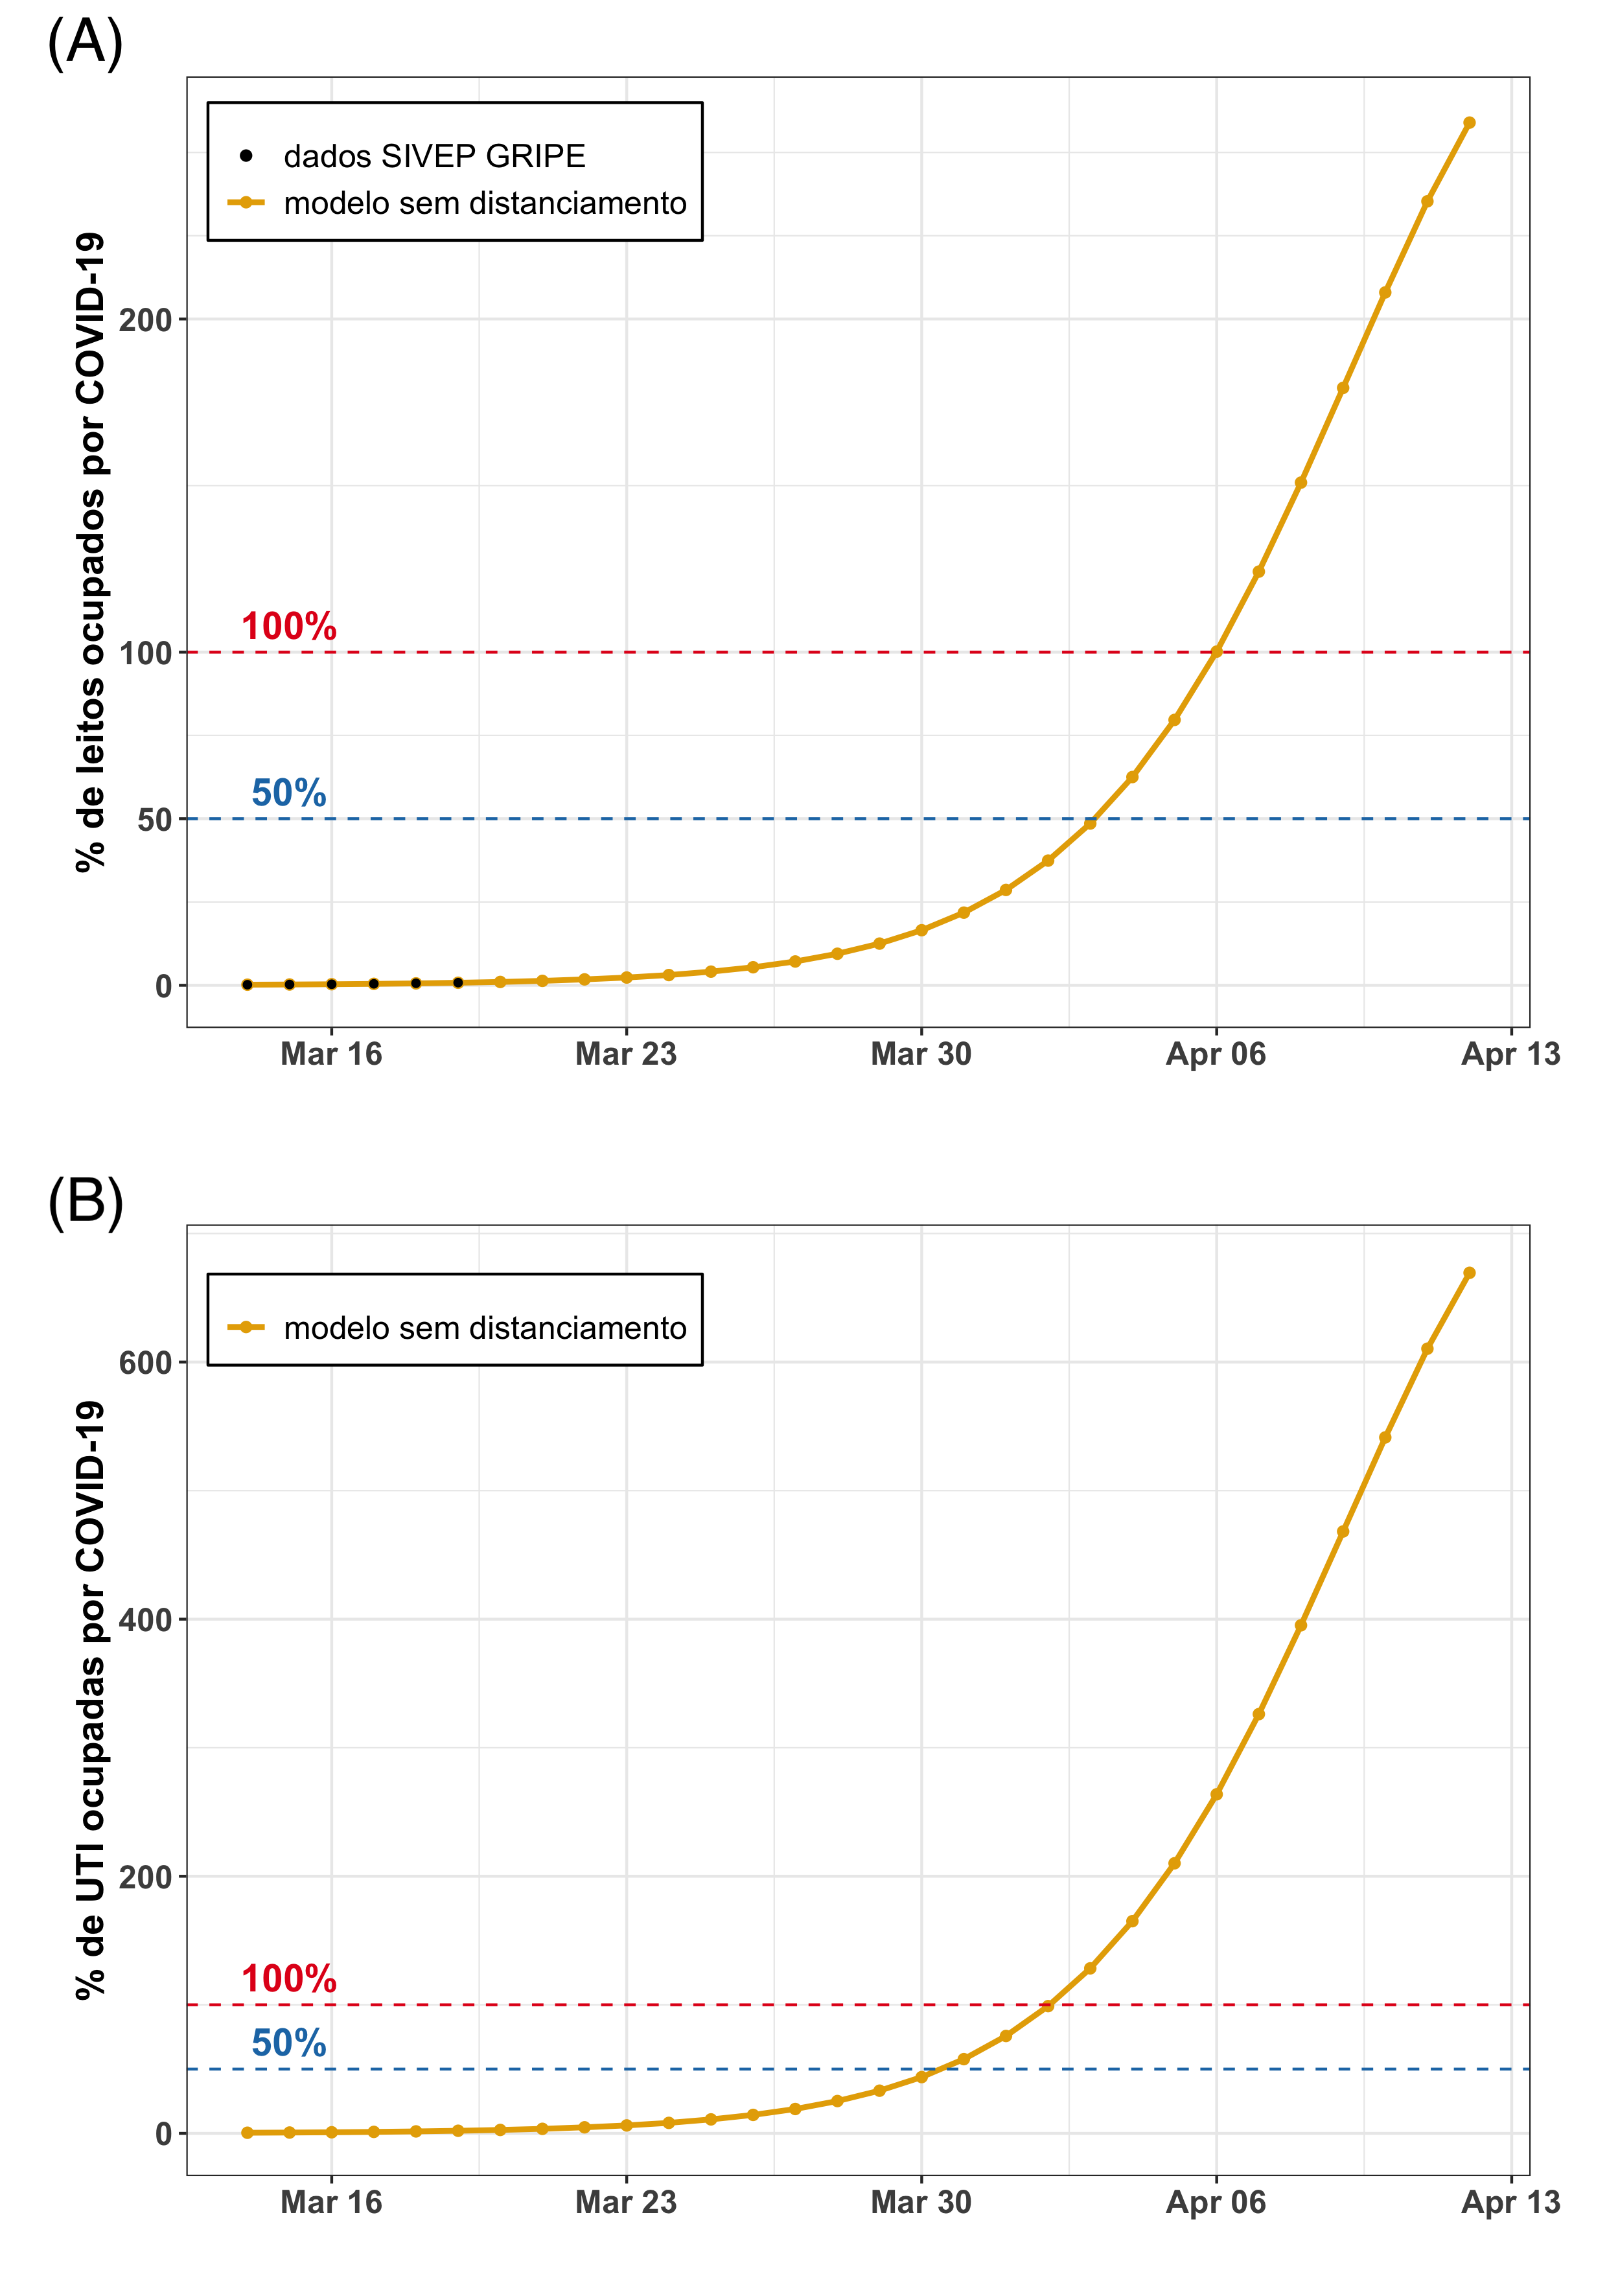 (A)
dados SIVEP GRIPE
modelo sem distanciamento
% de leitos ocupados por COVID-19
200
100%
100
50%
50
0
Mar 16 Mar 23 Mar 30 Apr 06 Apr 13
(B)
modelo sem distanciamento
% de UTI ocupadas por COVID-19
600
400
200
100%
50%
0
Mar 16 Mar 23 Mar 30 Apr 06 Apr 13